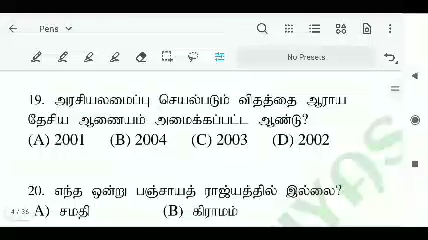 Pens
No Presets
19. அரசியலமைப்பு செயல்படும் விதத்தை ஆராய
தேசிய ஆணையம் அமைக்கப்பட்ட ஆண்டு?
(A) 2001 (B) 2004 (C) 2003 (D) 2002
20. எந்த ஒன்று பஞ்சாயத் ராஜ்யத்தில் இல்லை?
4 / 36 A) சமதி (B) கிராமம்